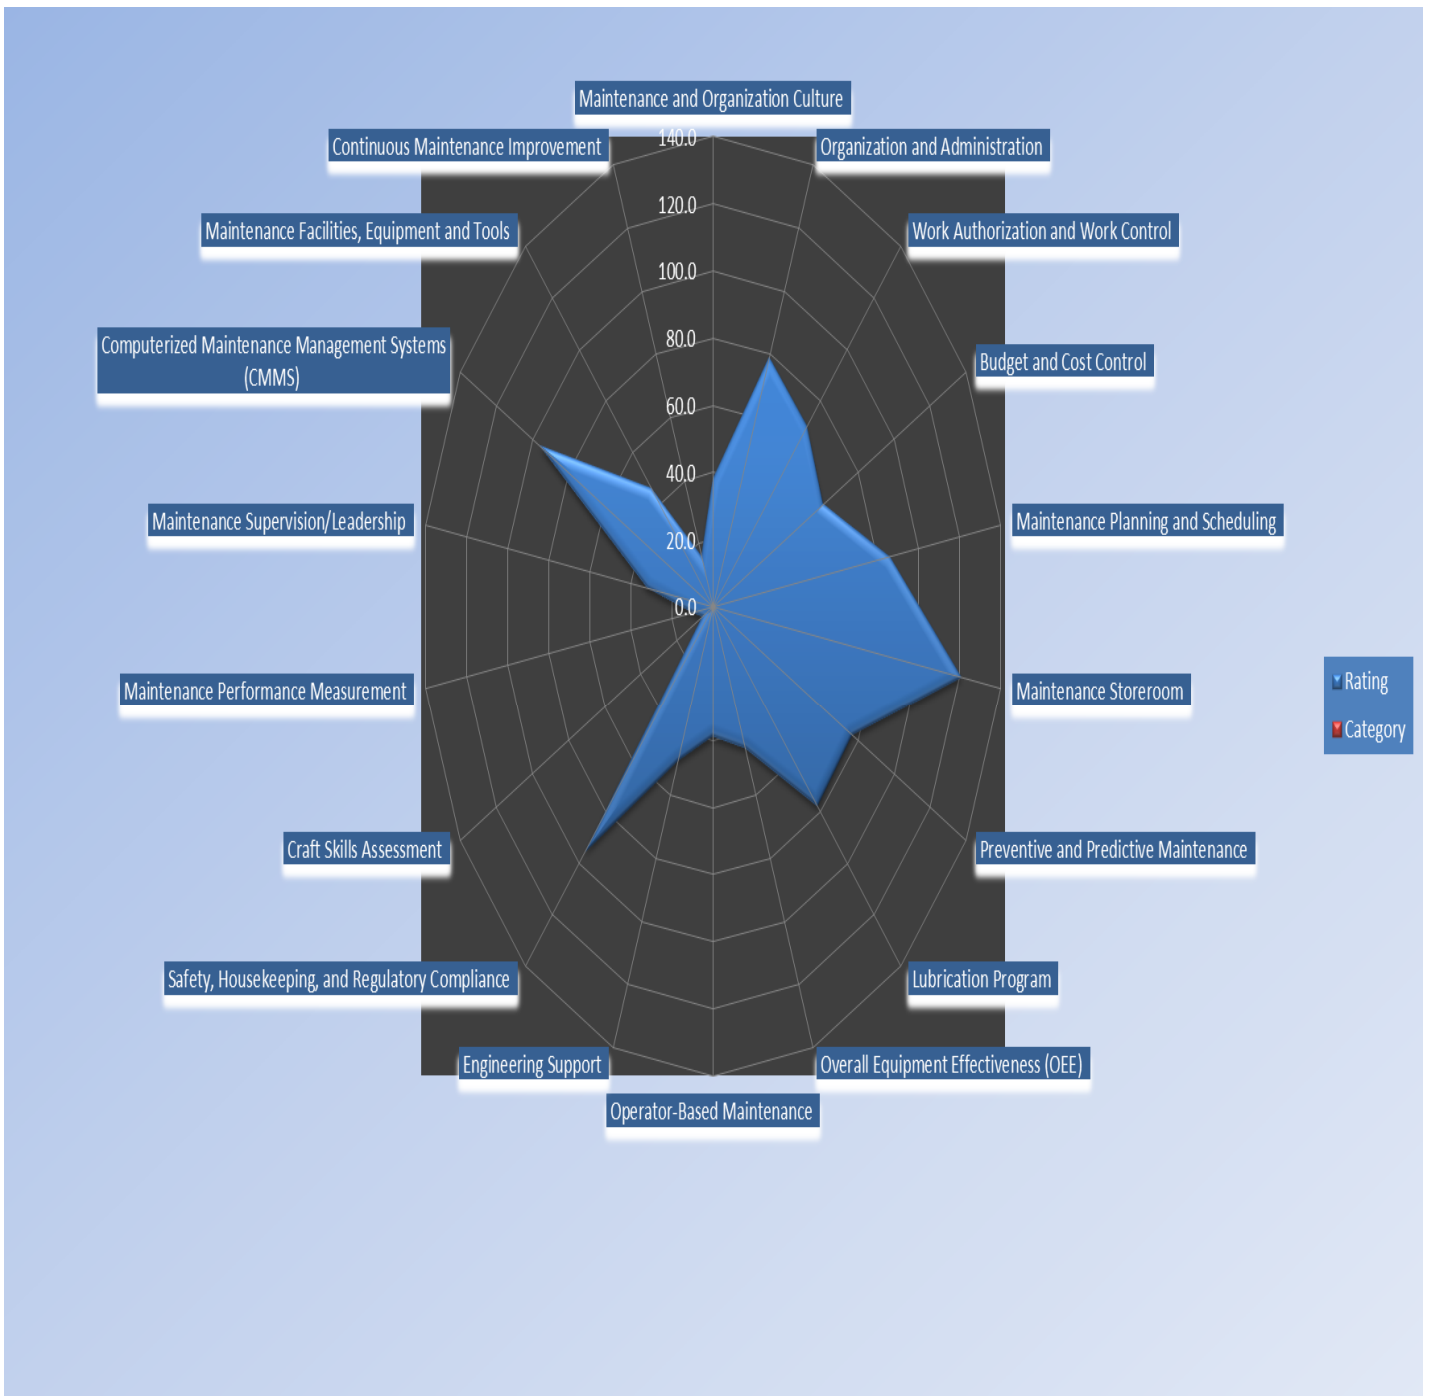 Maintenance and Organization Culture
Continuous Maintenance Improvement
140.0
Organization and Administration
120.0
Maintenance Facilities, Equipment and Tools
Work Authorization and Work Control
100.0
Computerized Maintenance Management Systems
(CMMS)
80.0
Budget and Cost Control
60.0
40.0
Maintenance Supervision/Leadership
Maintenance Planning and Scheduling
20.0
0.0
Maintenance Performance Measurement
Maintenance Storeroom
Rating
Category
Craft Skills Assessment
Preventive and Predictive Maintenance
Safety, Housekeeping, and Regulatory Compliance
Lubrication Program
Engineering Support
Overall Equipment Effectiveness (OEE)
Operator-Based Maintenance